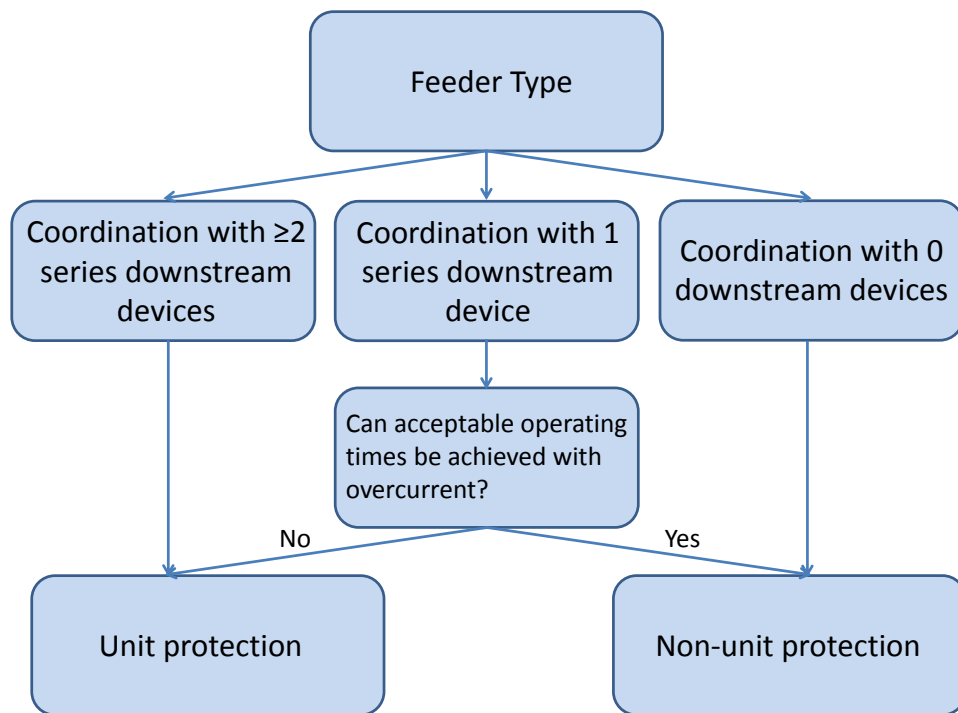 Feeder Type
Coordination with ≥2
series downstream
devices
Coordination with 1
series downstream
device
Coordination with 0
downstream devices
Can acceptable operating
times be achieved with
overcurrent?
No
Yes
Unit protection
Non-unit protection